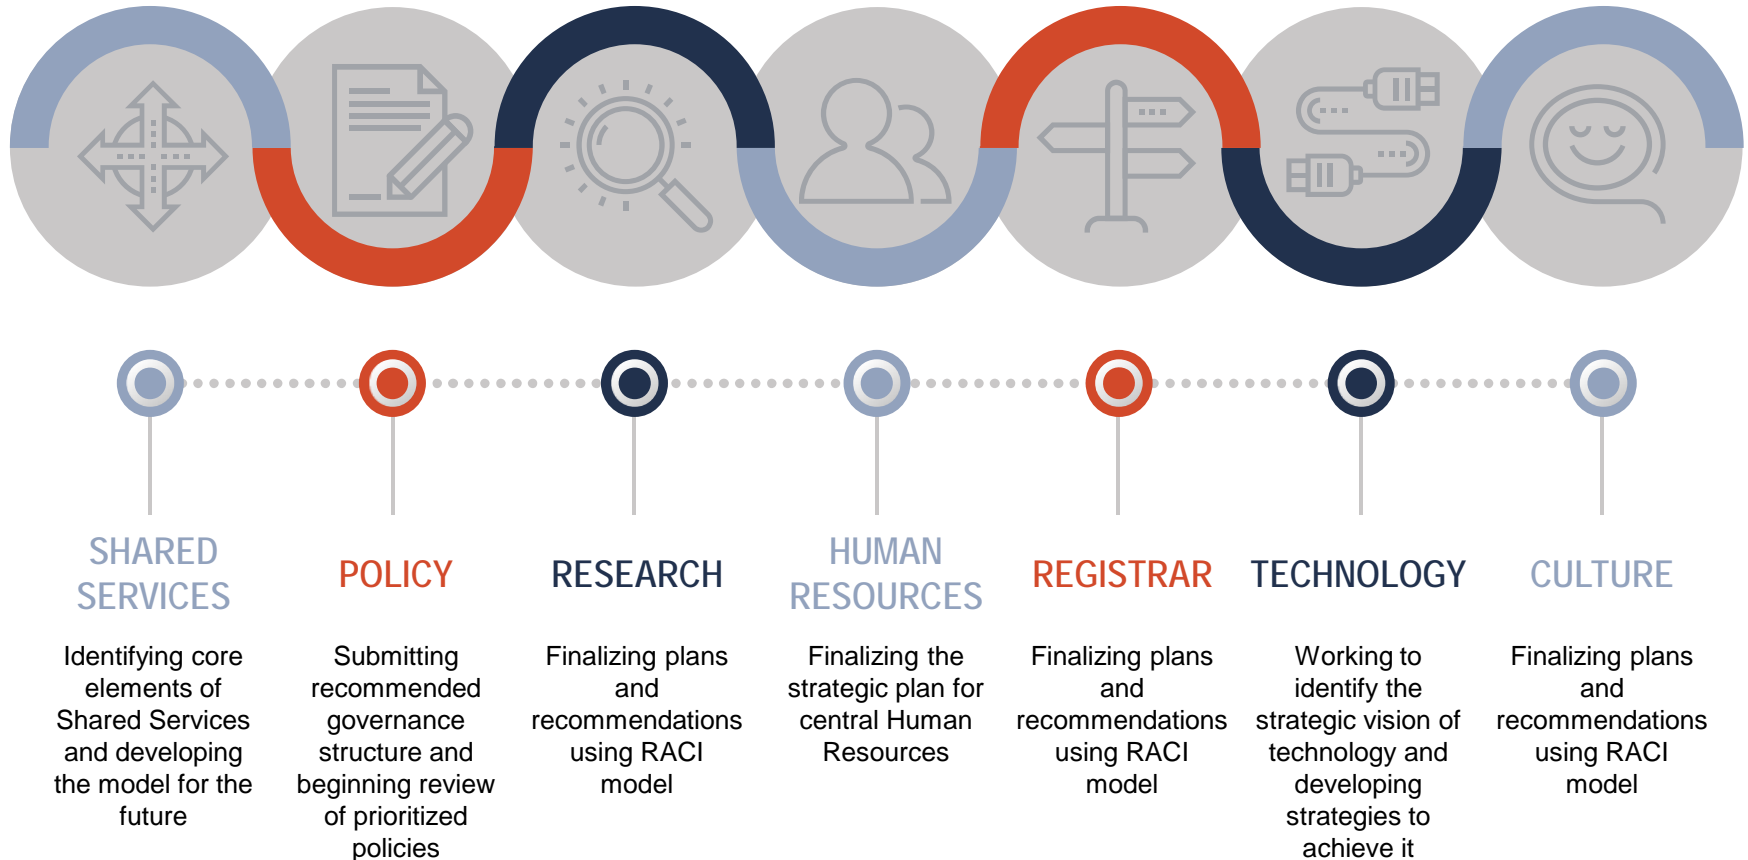 SHARED
SERVICES
Identifying core
elements of
Shared Services
and developing
the model for the
future
POLICY
Submitting
recommended
governance
structure and
beginning review
of prioritized
policies
RESEARCH
Finalizing plans
and
recommendations
using RACI
model
HUMAN
RESOURCES
Finalizing the
strategic plan for
central Human
Resources
REGISTRAR
Finalizing plans
and
recommendations
using RACI
model
TECHNOLOGY
Working to
identify the
strategic vision of
technology and
developing
strategies to
achieve it
CULTURE
Finalizing plans
and
recommendations
using RACI
model